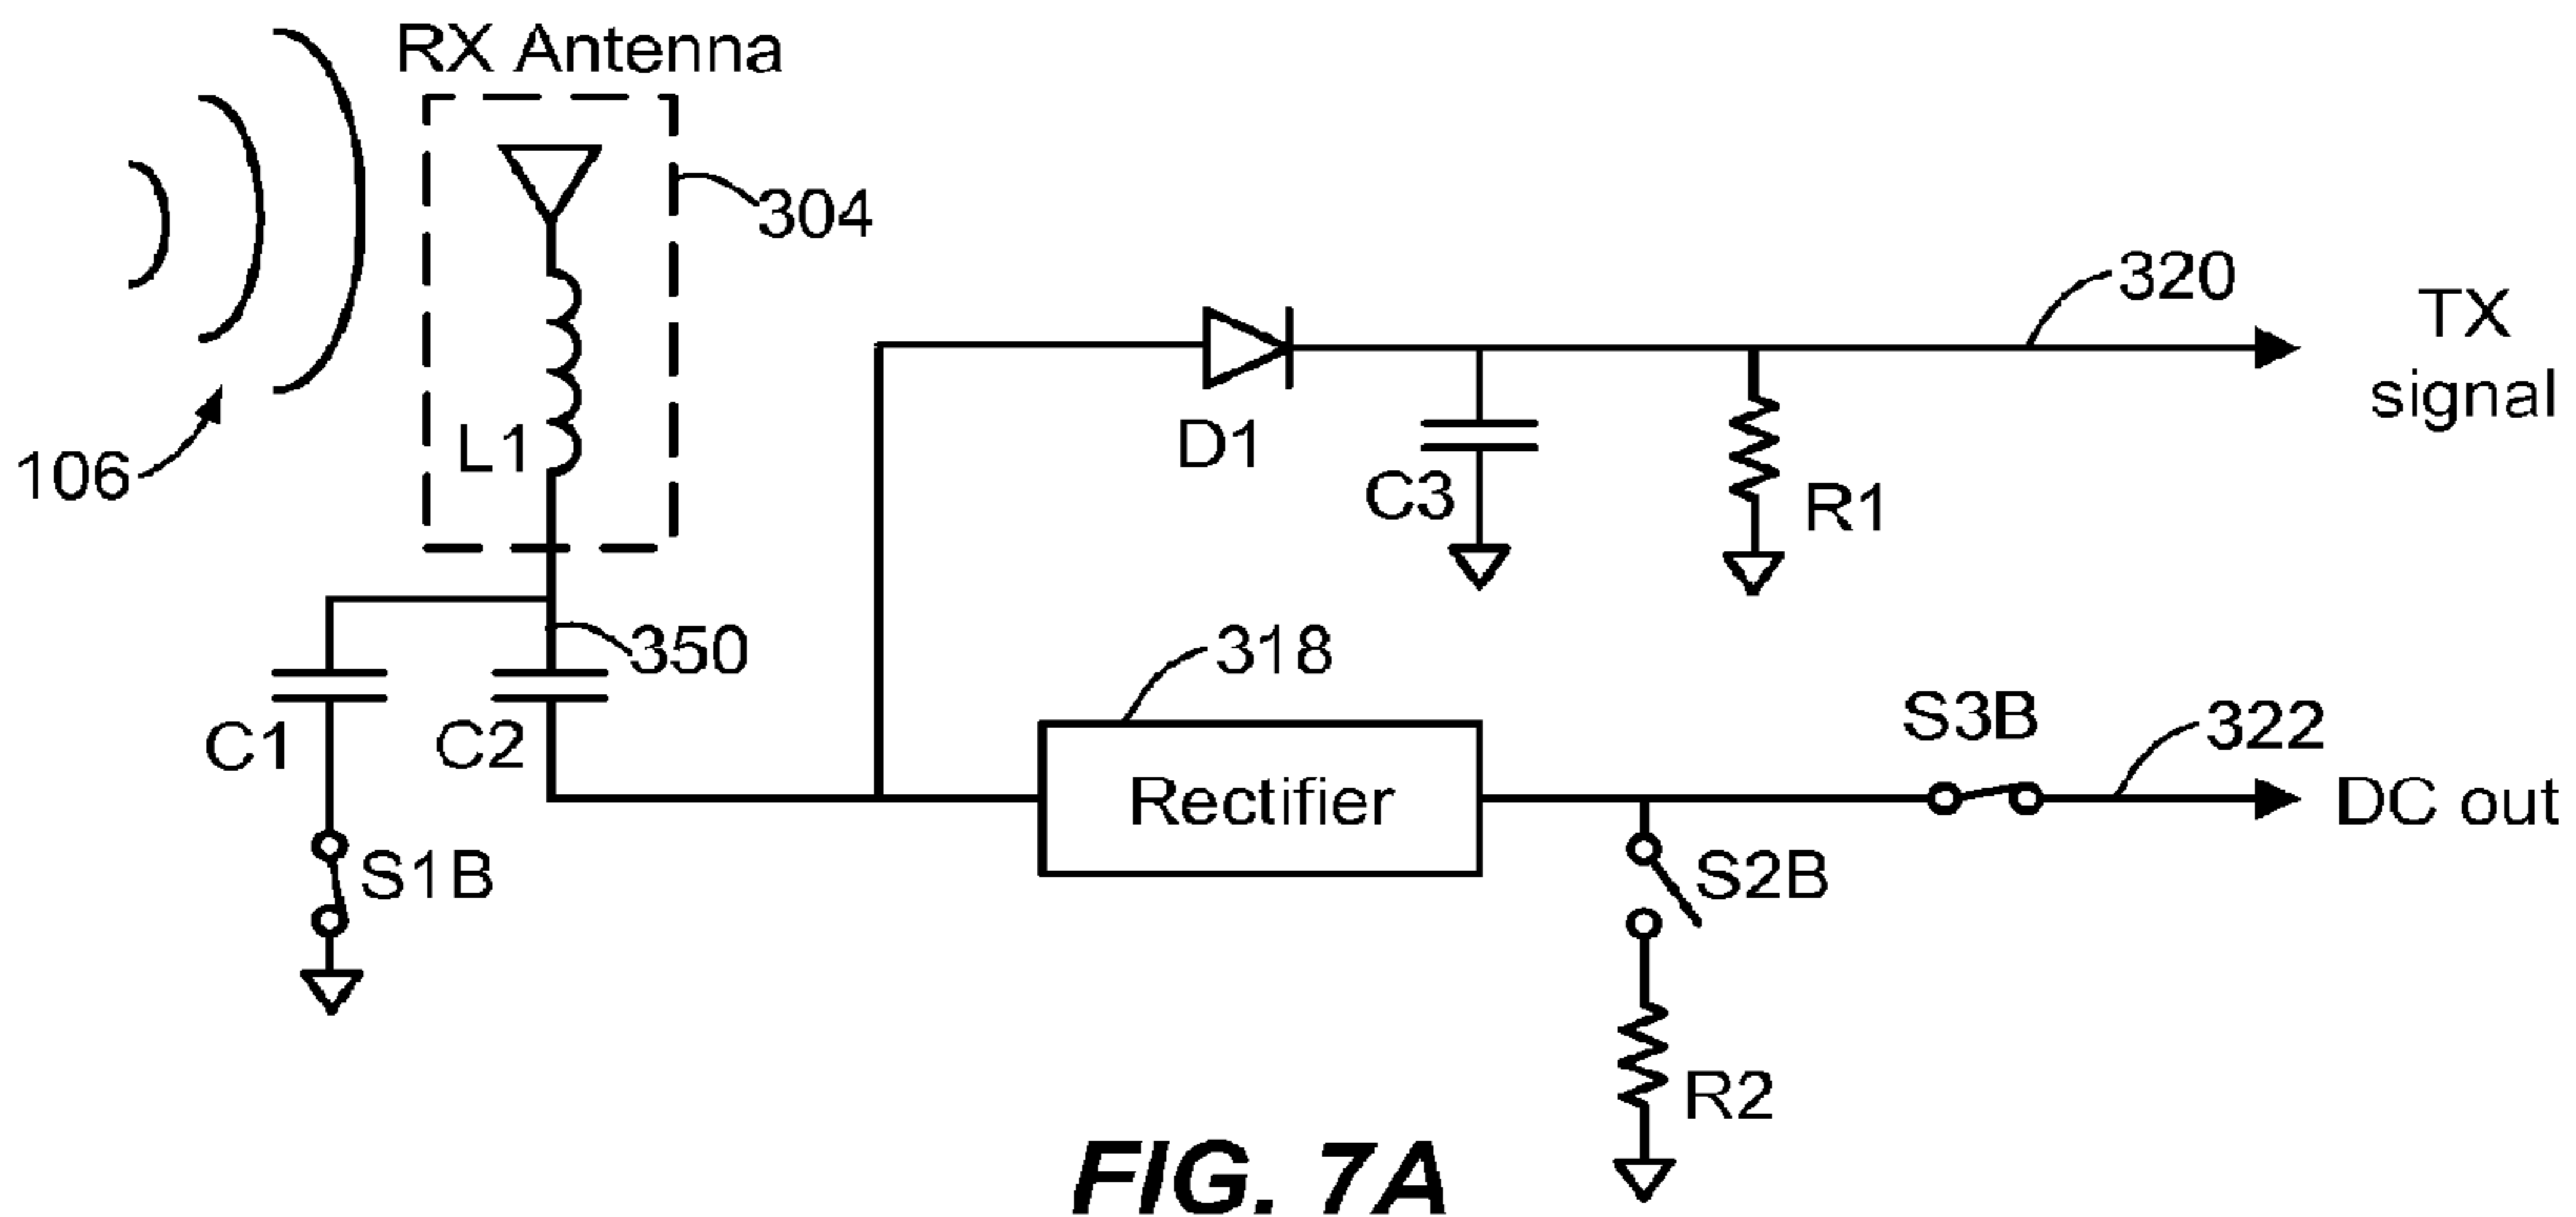 RX Antenna
304
320
TX
signal
L1
106
D1
C3
R1
350
318
C1
C2
Rectifier
S3B
322
DC out
S1B
S2B
R2
FIG. 7A